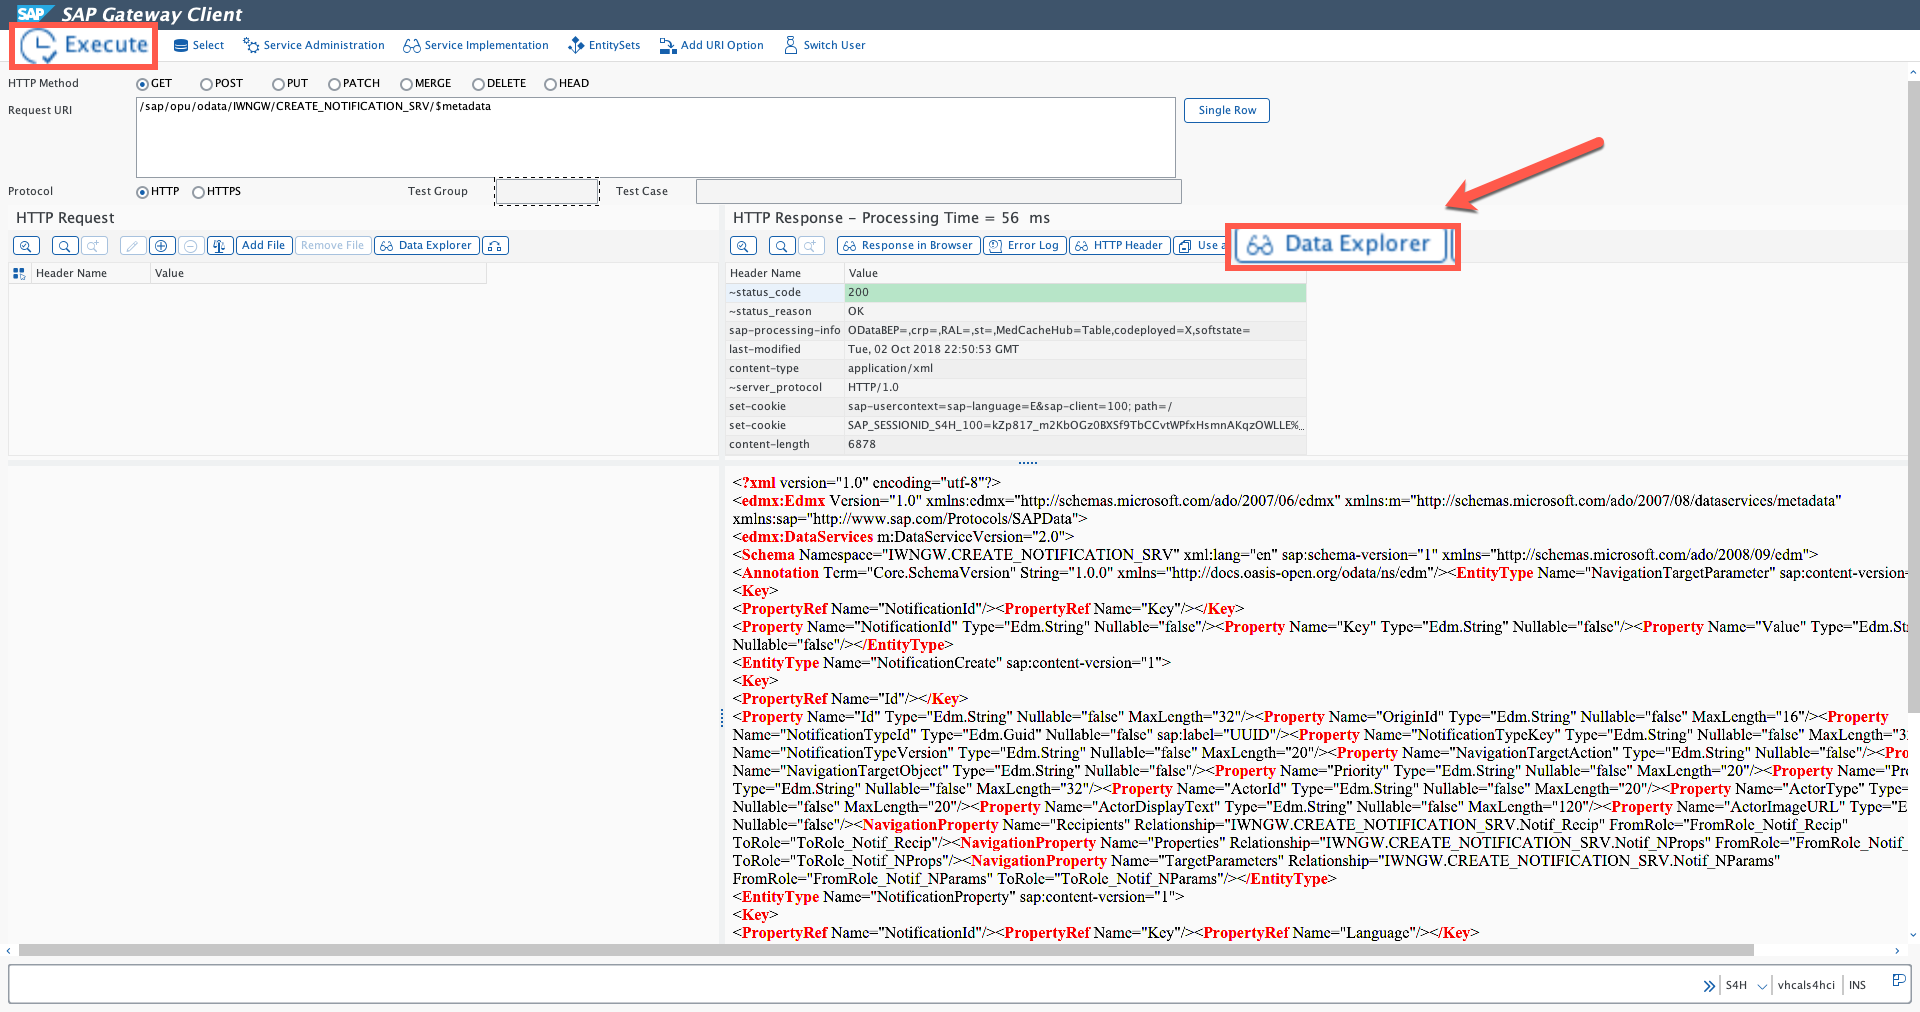 SAP SAP Gateway Client
Execute Select Service Administration Service Implementation EntitySets Add URI Option Switch User
HTTP Method GET POST PUT PATCH MERGE DELETE HEAD
Request URI /sap/opu/odata/IWNGW/CREATE_NOTIFICATION_SRV/$metadata Single Row
Protocol HTTP HTTPS Test Group Test Case
HTTP Request
Add File Remove File Data Explorer
Header Name Value
HTTP Response - Processing Time = 56 ms
Response in Browser Error Log HTTP Header Use a Data Explorer
Header Name Value
~status_code 200
~status_reason OK
sap-processing-info ODataBEP=,crp=,RAL=,st=,MedCacheHub=Table,codeployed=X,softstate=
last-modified Tue, 02 Oct 2018 22:50:53 GMT
content-type application/xml
~server_protocol HTTP/1.0
set-cookie sap-usercontext=sap-language=E&sap-client=100; path=/
set-cookie SAP_SESSIONID_S4H_100=kZp817_m2KbOGz0BXSf9TbCCvtWPfxHsmnAKqzOWLLE%...
content-length 6878
<?xml version="1.0" encoding="utf-8"?>
<edmx:Edmx Version="1.0" xmlns:edmx="http://schemas.microsoft.com/ado/2007/06/edmx" xmlns:m="http://schemas.microsoft.com/ado/2007/08/dataservices/metadata"
xmlns:sap="http://www.sap.com/Protocols/SAPData">
<edmx:DataServices m:DataServiceVersion="2.0">
<Schema Namespace="IWNGW.CREATE_NOTIFICATION_SRV" xml:lang="en" sap:schema-version="1" xmlns="http://schemas.microsoft.com/ado/2008/09/edm">
<Annotation Term="Core.SchemaVersion" String="1.0.0" xmlns="http://docs.oasis-open.org/odata/ns/edm"/><EntityType Name="NavigationTargetParameter" sap:content-version=
<Key>
<PropertyRef Name="NotificationId"/><PropertyRef Name="Key"/></Key>
<Property Name="NotificationId" Type="Edm.String" Nullable="false"/><Property Name="Key" Type="Edm.String" Nullable="false"/><Property Name="Value" Type="Edm.St
Nullable="false"/></EntityType>
<EntityType Name="NotificationCreate" sap:content-version="1">
<Key>
<PropertyRef Name="Id"/></Key>
<Property Name="Id" Type="Edm.String" Nullable="false" MaxLength="32"/><Property Name="OriginId" Type="Edm.String" Nullable="false" MaxLength="16"/><Property
Name="NotificationTypeId" Type="Edm.Guid" Nullable="false" sap:label="UUID"/><Property Name="NotificationTypeKey" Type="Edm.String" Nullable="false" MaxLength="3
Name="NotificationTypeVersion" Type="Edm.String" Nullable="false" MaxLength="20"/><Property Name="NavigationTargetAction" Type="Edm.String" Nullable="false"/><Pro
Name="NavigationTargetObject" Type="Edm.String" Nullable="false"/><Property Name="Priority" Type="Edm.String" Nullable="false" MaxLength="20"/><Property Name="Pr
Type="Edm.String" Nullable="false" MaxLength="32"/><Property Name="ActorId" Type="Edm.String" Nullable="false" MaxLength="20"/><Property Name="ActorType" Type=
Nullable="false" MaxLength="20"/><Property Name="ActorDisplayText" Type="Edm.String" Nullable="false" MaxLength="120"/><Property Name="ActorImageURL" Type="E
Nullable="false"/><NavigationProperty Name="Recipients" Relationship="IWNGW.CREATE_NOTIFICATION_SRV.Notif_Recip" FromRole="FromRole_Notif_Recip"
ToRole="ToRole_Notif_Recip"/><NavigationProperty Name="Properties" Relationship="IWNGW.CREATE_NOTIFICATION_SRV.Notif_NProps" FromRole="FromRole_Notif_
ToRole="ToRole_Notif_NProps"/><NavigationProperty Name="TargetParameters" Relationship="IWNGW.CREATE_NOTIFICATION_SRV.Notif_NParams"
FromRole="FromRole_Notif_NParams" ToRole="ToRole_Notif_NParams"/></EntityType>
<EntityType Name="NotificationProperty" sap:content-version="1">
<Key>
<PropertyRef Name="NotificationId"/><PropertyRef Name="Key"/><PropertyRef Name="Language"/></Key>
S4H vhcals4hci INS